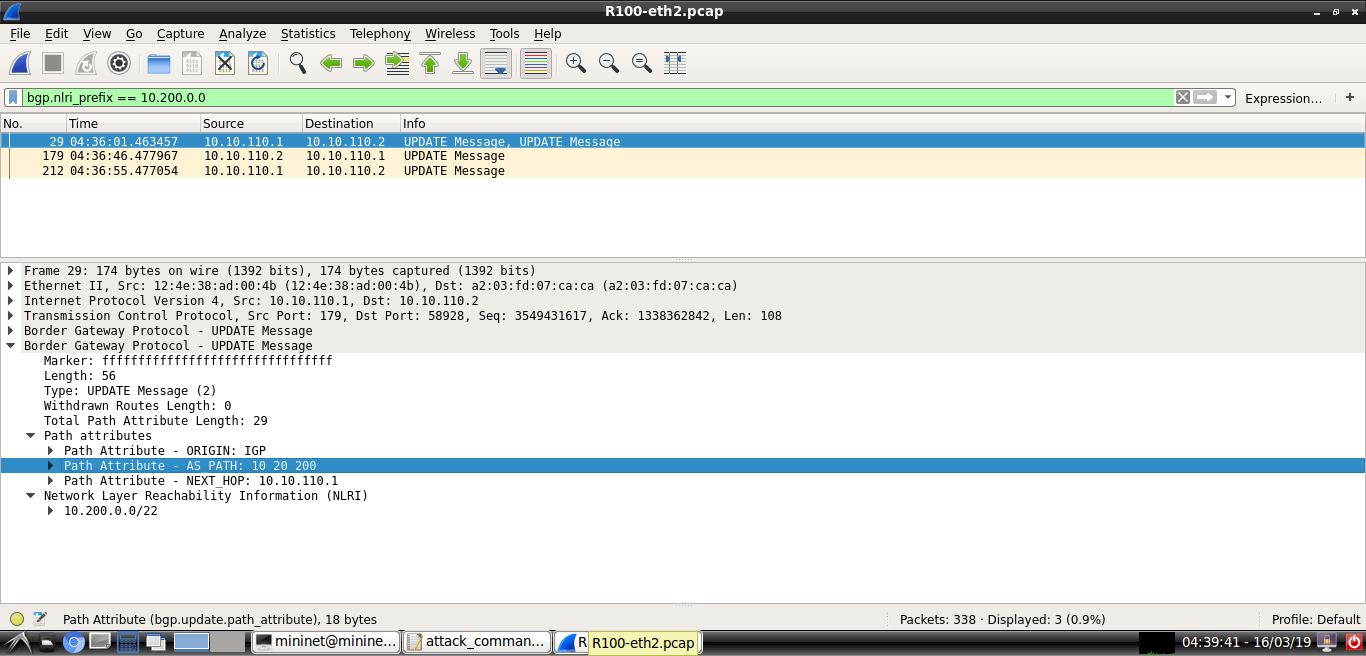 R100-eth2.pcap
File Edit View Go Capture Analyze Statistics Telephony Wireless Tools Help
bgp.nlri_prefix == 10.200.0.0 Expression… +
No. Time Source Destination Info
29 04:36:01.463457 10.10.110.1 10.10.110.2 UPDATE Message, UPDATE Message
179 04:36:46.477967 10.10.110.2 10.10.110.1 UPDATE Message
212 04:36:55.477054 10.10.110.1 10.10.110.2 UPDATE Message
Frame 29: 174 bytes on wire (1392 bits), 174 bytes captured (1392 bits)
Ethernet II, Src: 12:4e:38:ad:00:4b (12:4e:38:ad:00:4b), Dst: a2:03:fd:07:ca:ca (a2:03:fd:07:ca:ca)
Internet Protocol Version 4, Src: 10.10.110.1, Dst: 10.10.110.2
Transmission Control Protocol, Src Port: 179, Dst Port: 58928, Seq: 3549431617, Ack: 1338362842, Len: 108
Border Gateway Protocol - UPDATE Message
Border Gateway Protocol - UPDATE Message
Marker: ffffffffffffffffffffffffffffffff
Length: 56
Type: UPDATE Message (2)
Withdrawn Routes Length: 0
Total Path Attribute Length: 29
Path attributes
Path Attribute - ORIGIN: IGP
Path Attribute - AS_PATH: 10 20 200
Path Attribute - NEXT_HOP: 10.10.110.1
Network Layer Reachability Information (NLRI)
10.200.0.0/22
Path Attribute (bgp.update.path_attribute), 18 bytes Packets: 338 · Displayed: 3 (0.9%) Profile: Default
mininet@minine... attack_comman... R R100-eth2.pcap 04:39:41 - 16/03/19